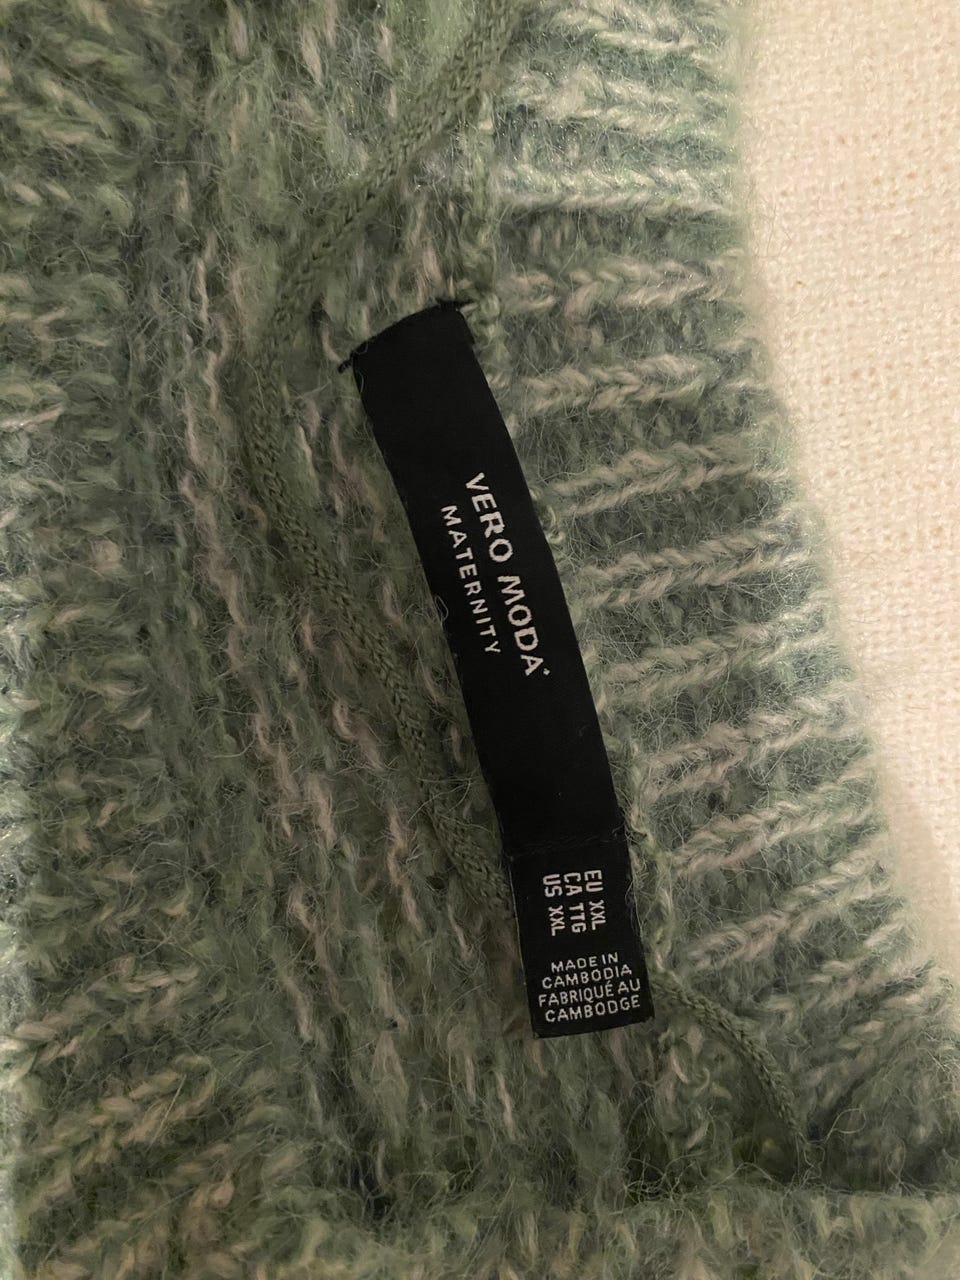 VERO MODA
MATERNITY
EU XXL
CA TTG
US XXL
MADE IN
CAMBODIA
FABRIQUÉ AU
CAMBODGE